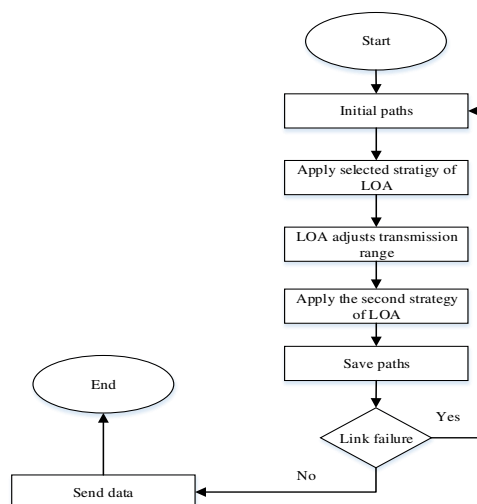 Start
Initial paths
Apply selected stratigy of
LOA
LOA adjusts transmission
range
Apply the second strategy
of LOA
Save paths
End
Link failure
Yes
No
Send data